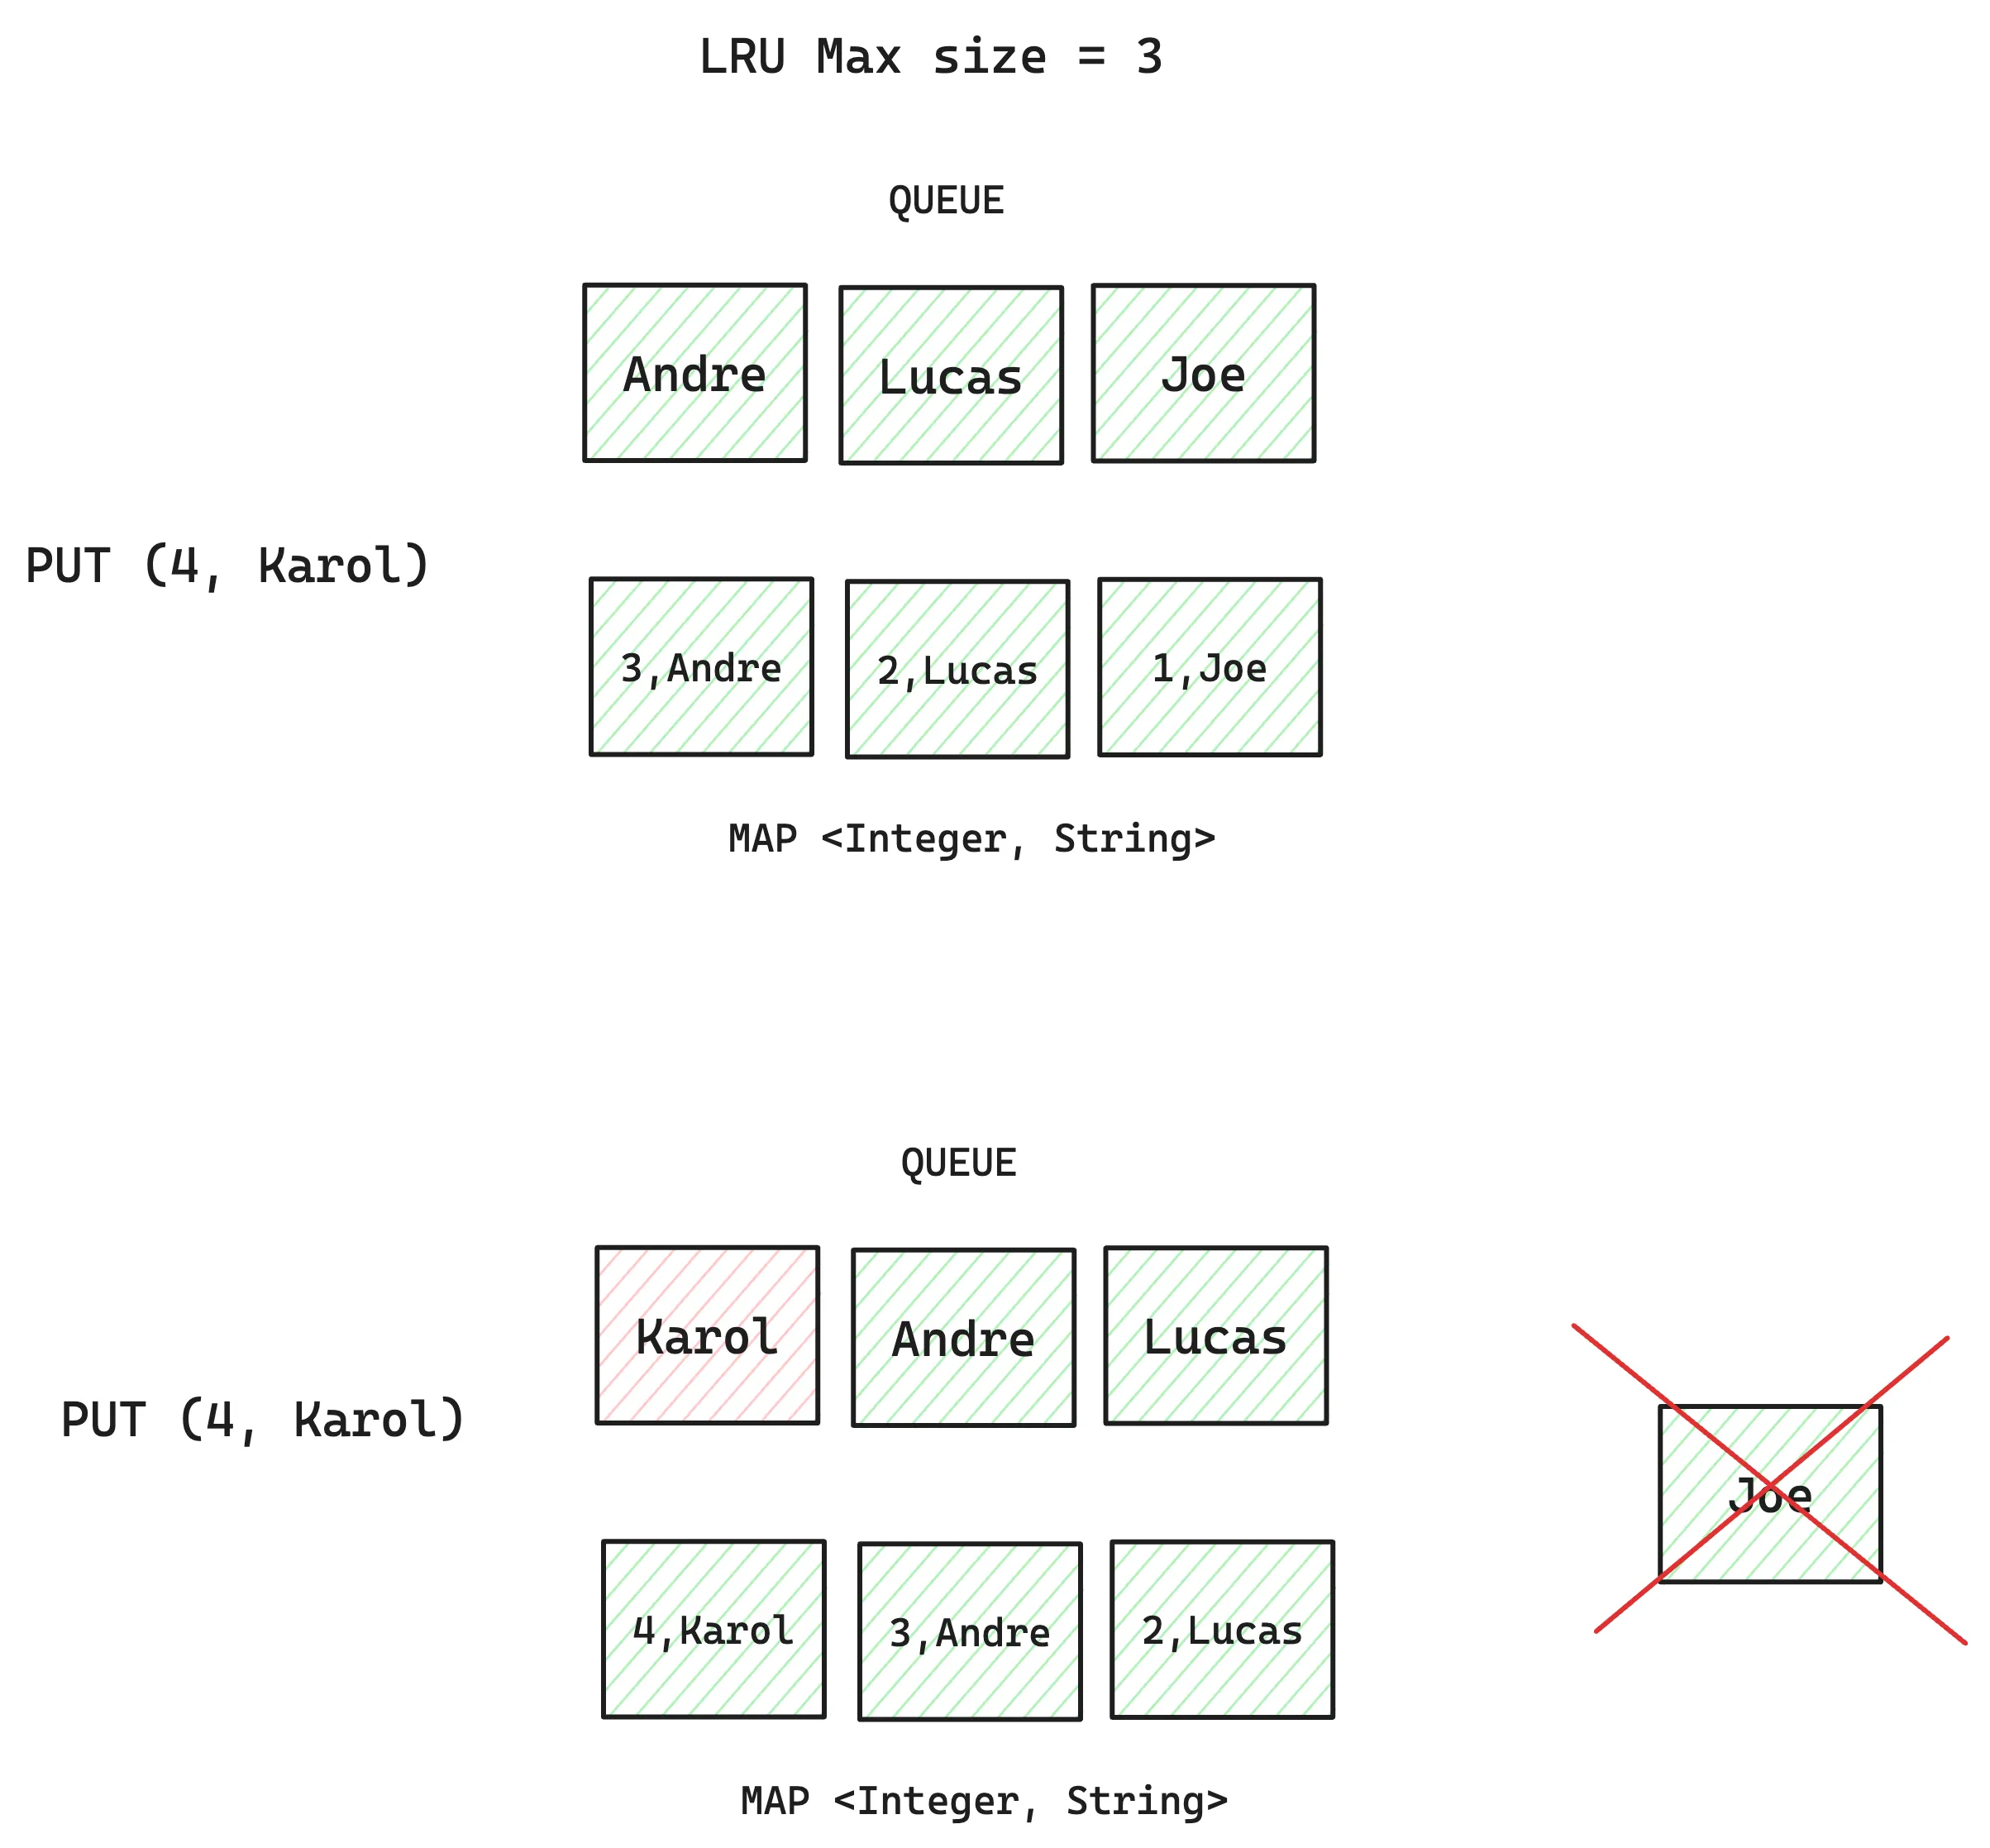 LRU Max size = 3
QUEUE
Andre Lucas Joe
PUT (4, Karol)
3,Andre 2,Lucas 1,Joe
MAP <Integer, String>
QUEUE
Karol Andre Lucas
PUT (4, Karol)
Joe
4,Karol 3,Andre 2,Lucas
MAP <Integer, String>